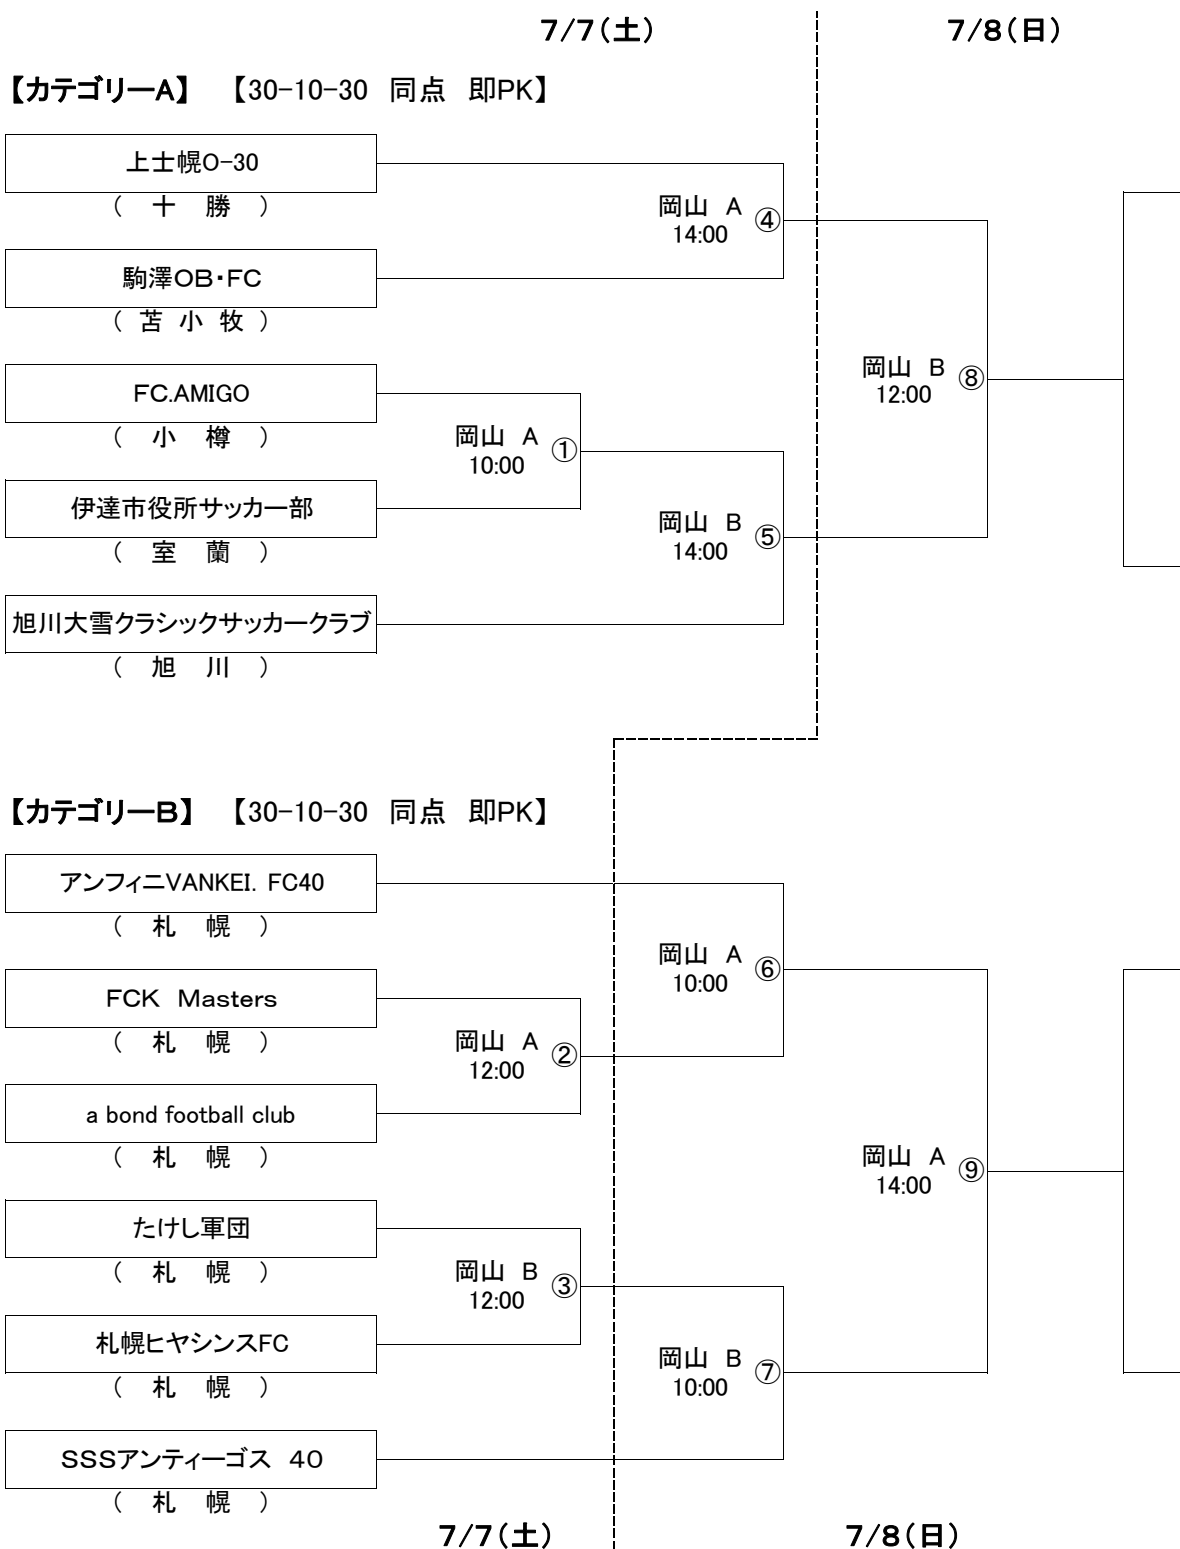 7/7(土)
7/8(日)
【カテゴリーA】 【30-10-30 同点 即PK】
上士幌O-30
( 十 勝 )
岡山 A ④
14:00
駒澤OB・FC
( 苫 小 牧 )
岡山 B ⑧
12:00
FC.AMIGO
( 小 樽 )
岡山 A ①
10:00
伊達市役所サッカー部
( 室 蘭 )
岡山 B ⑤
14:00
旭川大雪クラシックサッカークラブ
( 旭 川 )
【カテゴリーB】 【30-10-30 同点 即PK】
アンフィニVANKEI. FC40
( 札 幌 )
岡山 A ⑥
10:00
FCK Masters
( 札 幌 )
岡山 A ②
12:00
a bond football club
( 札 幌 )
岡山 A ⑨
14:00
たけし軍団
( 札 幌 )
岡山 B ③
12:00
札幌ヒヤシンスFC
( 札 幌 )
岡山 B ⑦
10:00
SSSアンティーゴス 40
( 札 幌 )
7/7(土)
7/8(日)